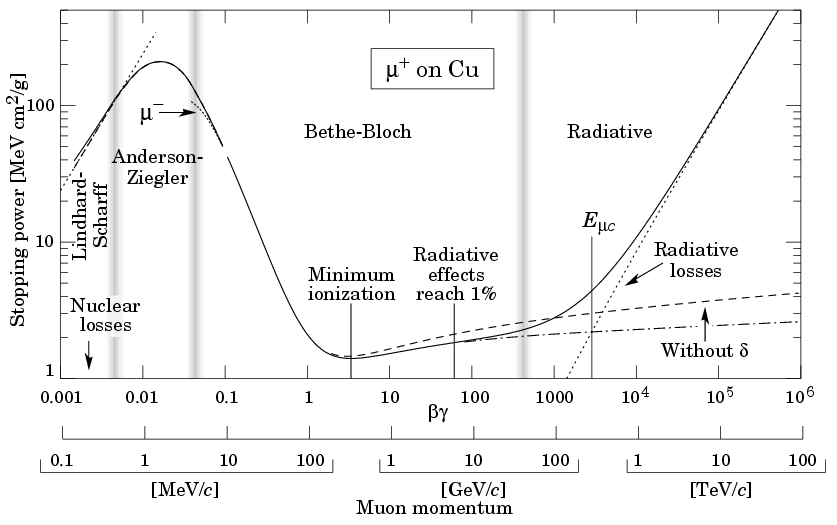 μ⁺ on Cu
Stopping power [MeV cm²/g]
100
10
1
μ⁻
Lindhard-
Scharff
Anderson-
Ziegler
Bethe-Bloch
Radiative
Eμc
Radiative
losses
Radiative
effects
reach 1%
Minimum
ionization
Nuclear
losses
Without δ
0.001 0.01 0.1 1 10 100 1000 10⁴ 10⁵ 10⁶
βγ
0.1 1 10 100 1 10 100 1 10 100
[MeV/c] [GeV/c] [TeV/c]
Muon momentum